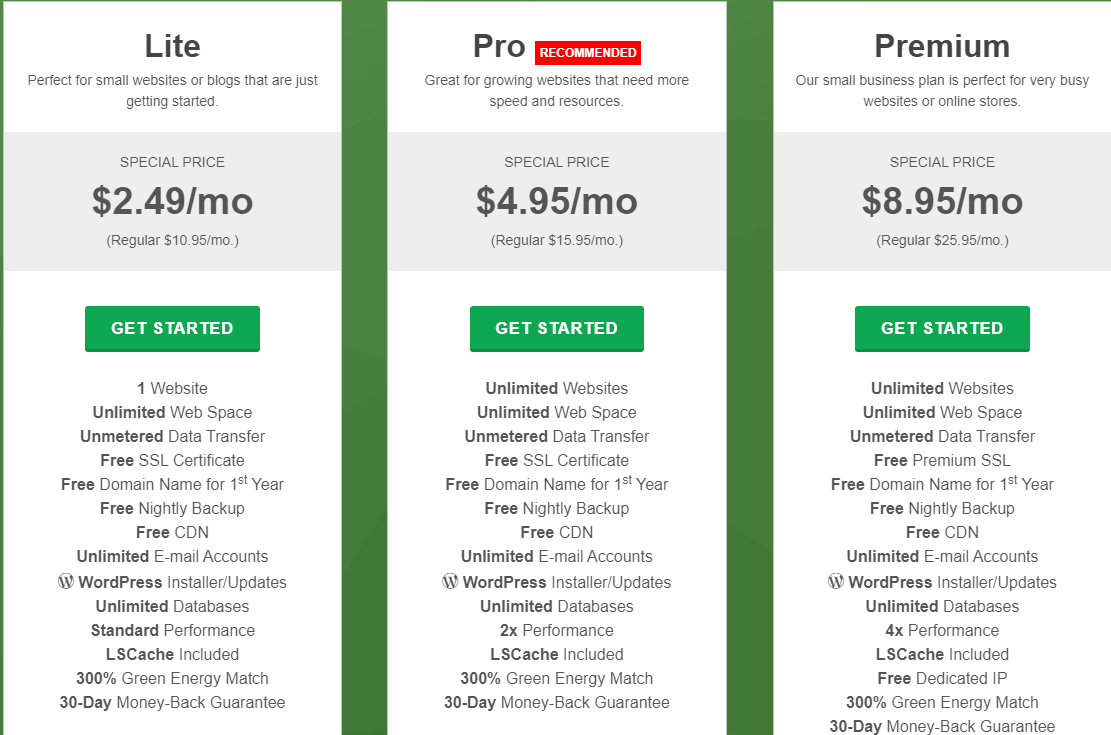 Lite
Perfect for small websites or blogs that are just
getting started.
SPECIAL PRICE
$2.49/mo
(Regular $10.95/mo.)
GET STARTED
1 Website
Unlimited Web Space
Unmetered Data Transfer
Free SSL Certificate
Free Domain Name for 1st Year
Free Nightly Backup
Free CDN
Unlimited E-mail Accounts
WordPress Installer/Updates
Unlimited Databases
Standard Performance
LSCache Included
300% Green Energy Match
30-Day Money-Back Guarantee
Pro RECOMMENDED
Great for growing websites that need more
speed and resources.
SPECIAL PRICE
$4.95/mo
(Regular $15.95/mo.)
GET STARTED
Unlimited Websites
Unlimited Web Space
Unmetered Data Transfer
Free SSL Certificate
Free Domain Name for 1st Year
Free Nightly Backup
Free CDN
Unlimited E-mail Accounts
WordPress Installer/Updates
Unlimited Databases
2x Performance
LSCache Included
300% Green Energy Match
30-Day Money-Back Guarantee
Premium
Our small business plan is perfect for very busy
websites or online stores.
SPECIAL PRICE
$8.95/mo
(Regular $25.95/mo.)
GET STARTED
Unlimited Websites
Unlimited Web Space
Unmetered Data Transfer
Free Premium SSL
Free Domain Name for 1st Year
Free Nightly Backup
Free CDN
Unlimited E-mail Accounts
WordPress Installer/Updates
Unlimited Databases
4x Performance
LSCache Included
Free Dedicated IP
300% Green Energy Match
30-Day Money-Back Guarantee